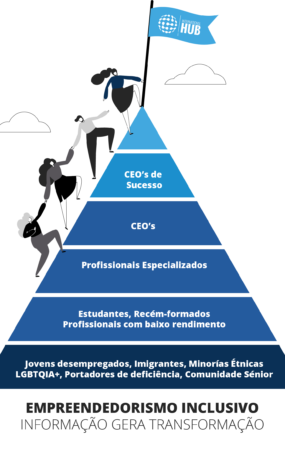 HUB
CEO's de
Sucesso
CEO's
Profissionais Especializados
Estudantes, Recém-formados
Profissionais com baixo rendimento
Jovens desempregados, Imigrantes, Minorías Étnicas
LGBTQIA+, Portadores de deficiência, Comunidade Sénior
EMPREENDEDORISMO INCLUSIVO
INFORMAÇÃO GERA TRANSFORMAÇÃO